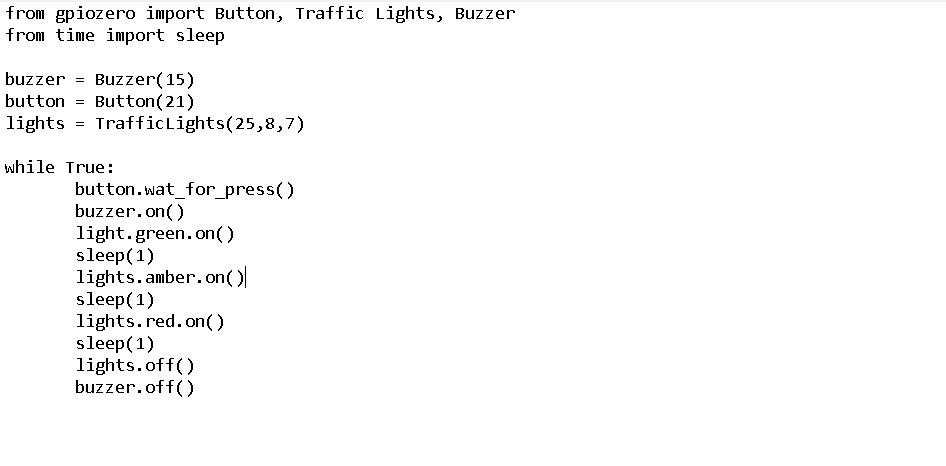 from gpiozero import Button, Traffic Lights, Buzzer
from time import sleep

buzzer = Buzzer(15)
button = Button(21)
lights = TrafficLights(25,8,7)

while True:
       button.wat_for_press()
       buzzer.on()
       light.green.on()
       sleep(1)
       lights.amber.on()
       sleep(1)
       lights.red.on()
       sleep(1)
       lights.off()
       buzzer.off()